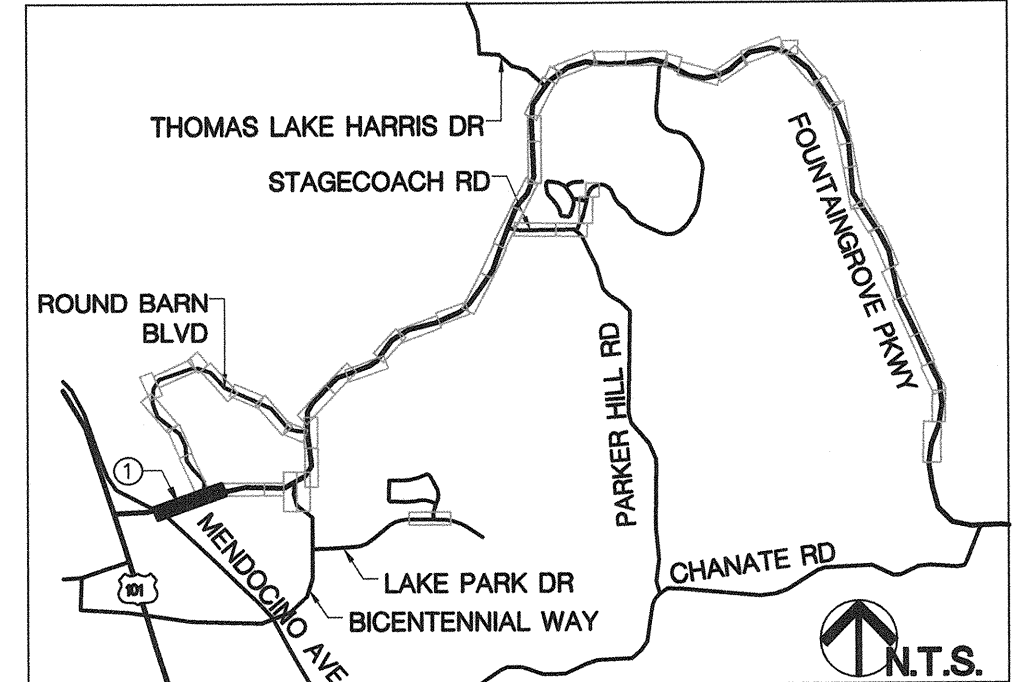 THOMAS LAKE HARRIS DR
STAGECOACH RD
FOUNTAINGROVE PKWY
ROUND BARN
BLVD
PARKER HILL RD
1
MENDOCINO AVE
101
CHANATE RD
LAKE PARK DR
BICENTENNIAL WAY
N.T.S.